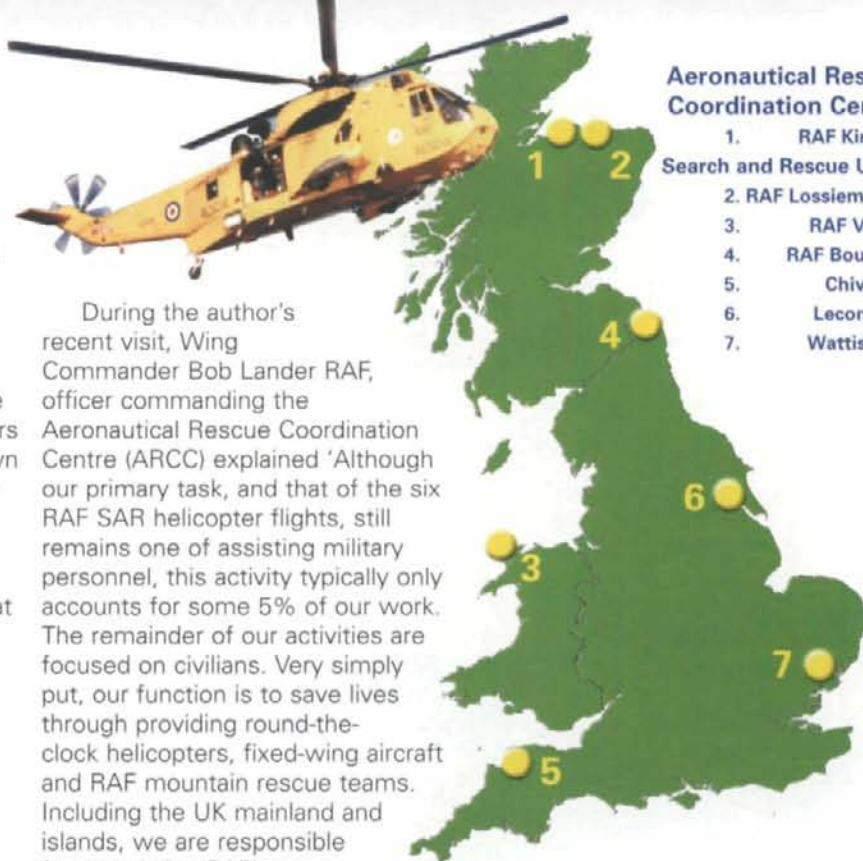 During the author's
recent visit, Wing
Commander Bob Lander RAF,
officer commanding the
Aeronautical Rescue Coordination
Centre (ARCC) explained 'Although
our primary task, and that of the six
RAF SAR helicopter flights, still
remains one of assisting military
personnel, this activity typically only
accounts for some 5% of our work.
The remainder of our activities are
focused on civilians. Very simply
put, our function is to save lives
through providing round-the-
clock helicopters, fixed-wing aircraft
and RAF mountain rescue teams.
Including the UK mainland and
islands, we are responsible
Aeronautical Res
Coordination Cen
1. RAF Kin
Search and Rescue U
2. RAF Lossiem
3. RAF V
4. RAF Bou
5. Chiv
6. Lecon
7. Wattis
1
2
4
6
3
7
5